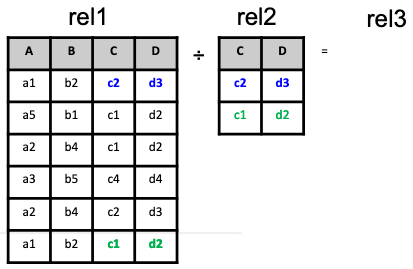 rel1 rel2 rel3
A B C D ÷ C D =
a1 b2 c2 d3 c2 d3
a5 b1 c1 d2 c1 d2
a2 b4 c1 d2
a3 b5 c4 d4
a2 b4 c2 d3
a1 b2 c1 d2